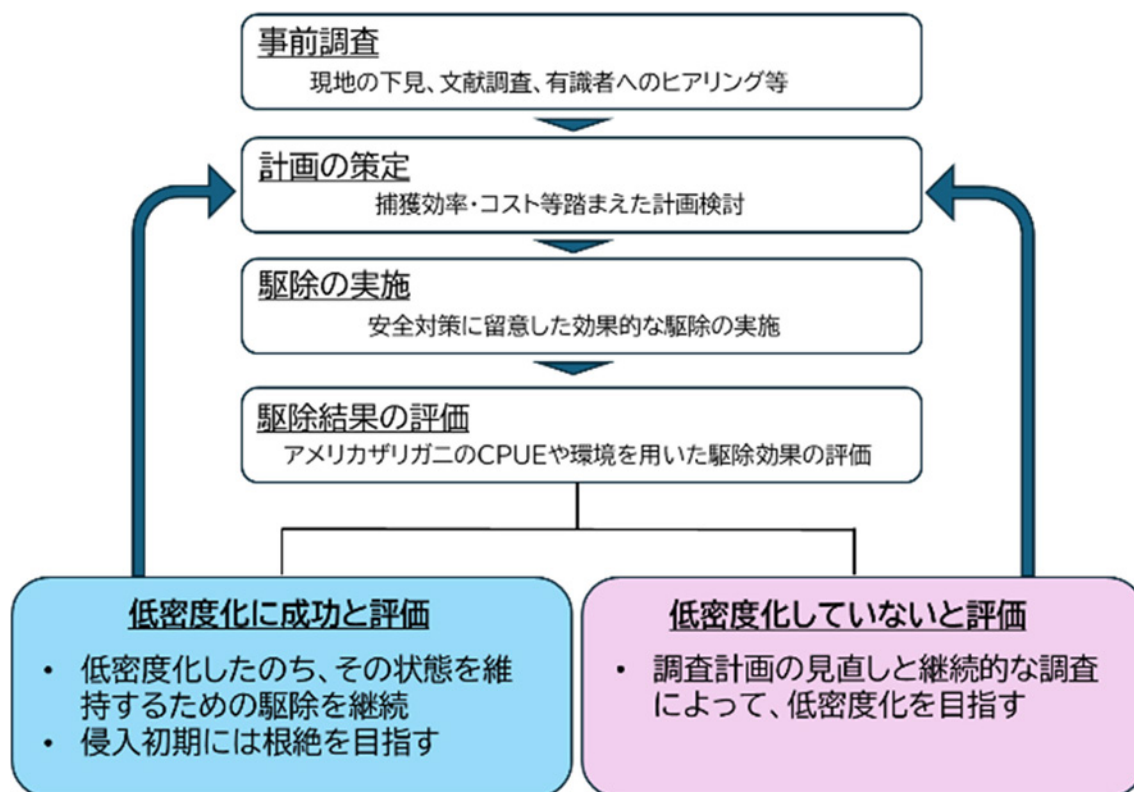 事前調査
現地の下見、文献調査、有識者へのヒアリング等
計画の策定
捕獲効率・コスト等踏まえた計画検討
駆除の実施
安全対策に留意した効果的な駆除の実施
駆除結果の評価
アメリカザリガニのCPUEや環境を用いた駆除効果の評価
低密度化に成功と評価
• 低密度化したのち、その状態を維
持するための駆除を継続
• 侵入初期には根絶を目指す
低密度化していないと評価
• 調査計画の見直しと継続的な調査
によって、低密度化を目指す